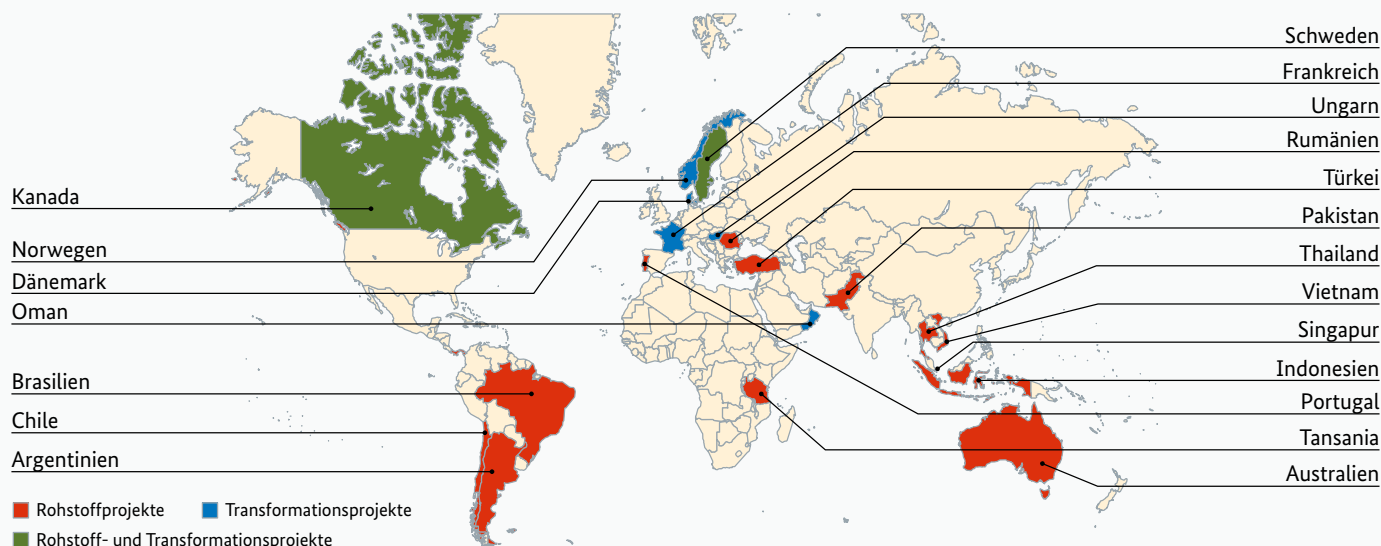 Schweden
Frankreich
Ungarn
Rumänien
Türkei
Kanada
Pakistan
Norwegen
Thailand
Dänemark
Vietnam
Oman
Singapur
Indonesien
Brasilien
Portugal
Chile
Tansania
Argentinien
Australien
Rohstoffprojekte
Transformationsprojekte
Rohstoff- und Transformationsprojekte